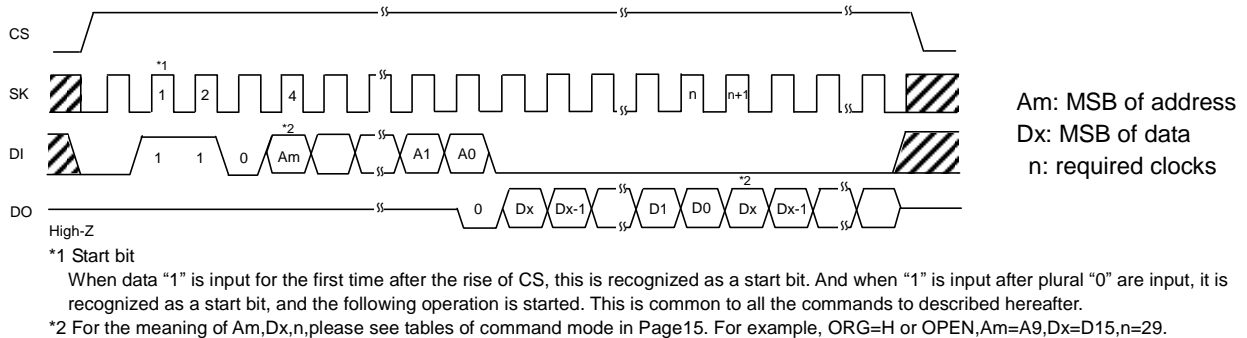 CS
*1
SK 1 2 4 n n+1
*2
DI 1 1 0 Am A1 A0
*2
DO 0 Dx Dx-1 D1 D0 Dx Dx-1
High-Z
Am: MSB of address
Dx: MSB of data
n: required clocks
*1 Start bit
When data “1” is input for the first time after the rise of CS, this is recognized as a start bit. And when “1” is input after plural “0” are input, it is
recognized as a start bit, and the following operation is started. This is common to all the commands to described hereafter.
*2 For the meaning of Am,Dx,n,please see tables of command mode in Page15. For example, ORG=H or OPEN,Am=A9,Dx=D15,n=29.